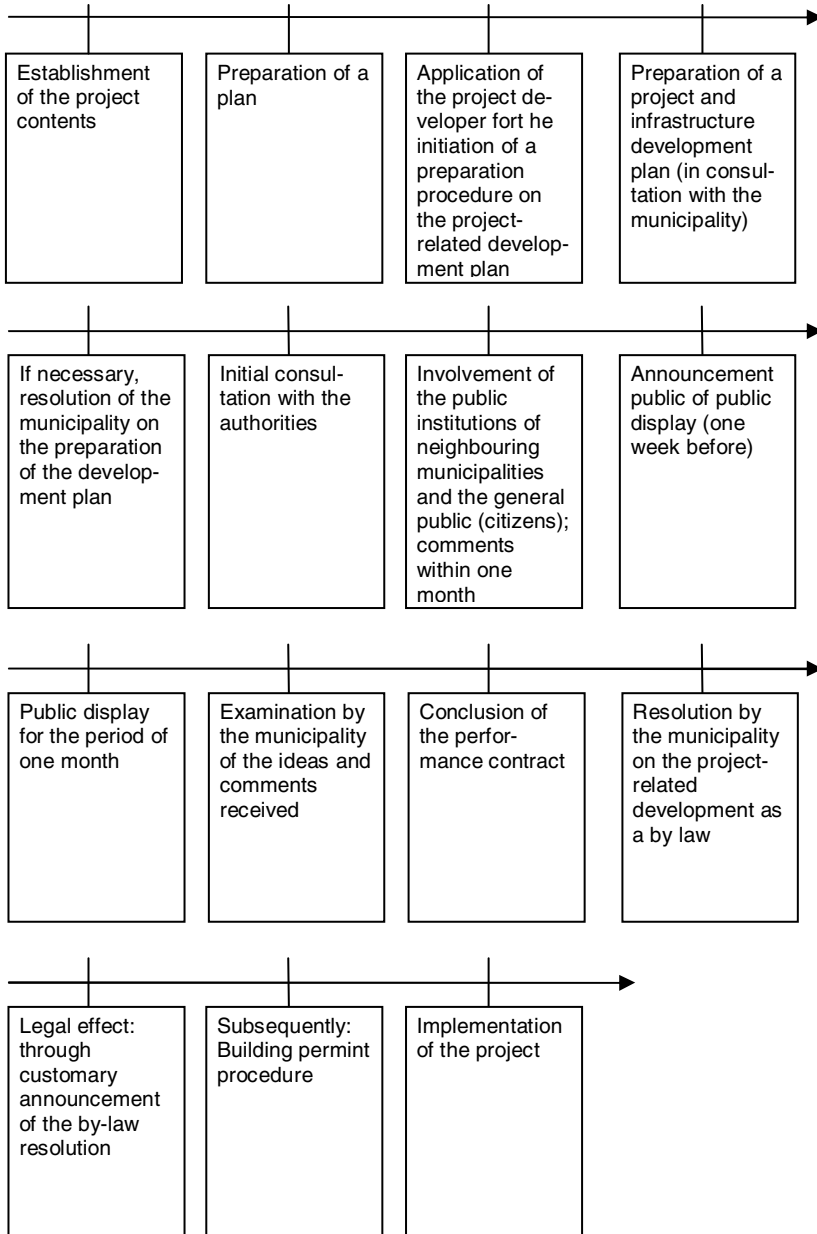 Establishment
of the project
contents
Preparation of a
plan
Application of
the project de-
veloper fort he
initiation of a
preparation
procedure on
the project-
related develop-
ment plan
Preparation of a
project and
infrastructure
development
plan (in consul-
tation with the
municipality)
If necessary,
resolution of the
municipality on
the preparation
of the develop-
ment plan
Initial consul-
tation with the
authorities
Involvement of
the public
institutions of
neighbouring
municipalities
and the general
public (citizens);
comments
within one
month
Announcement
public of public
display (one
week before)
Public display
for the period of
one month
Examination by
the municipality
of the ideas and
comments
received
Conclusion of
the perfor-
mance contract
Resolution by
the municipality
on the project-
related
development as
a by law
Legal effect:
through
customary
announcement
of the by-law
resolution
Subsequently:
Building permint
procedure
Implementation
of the project